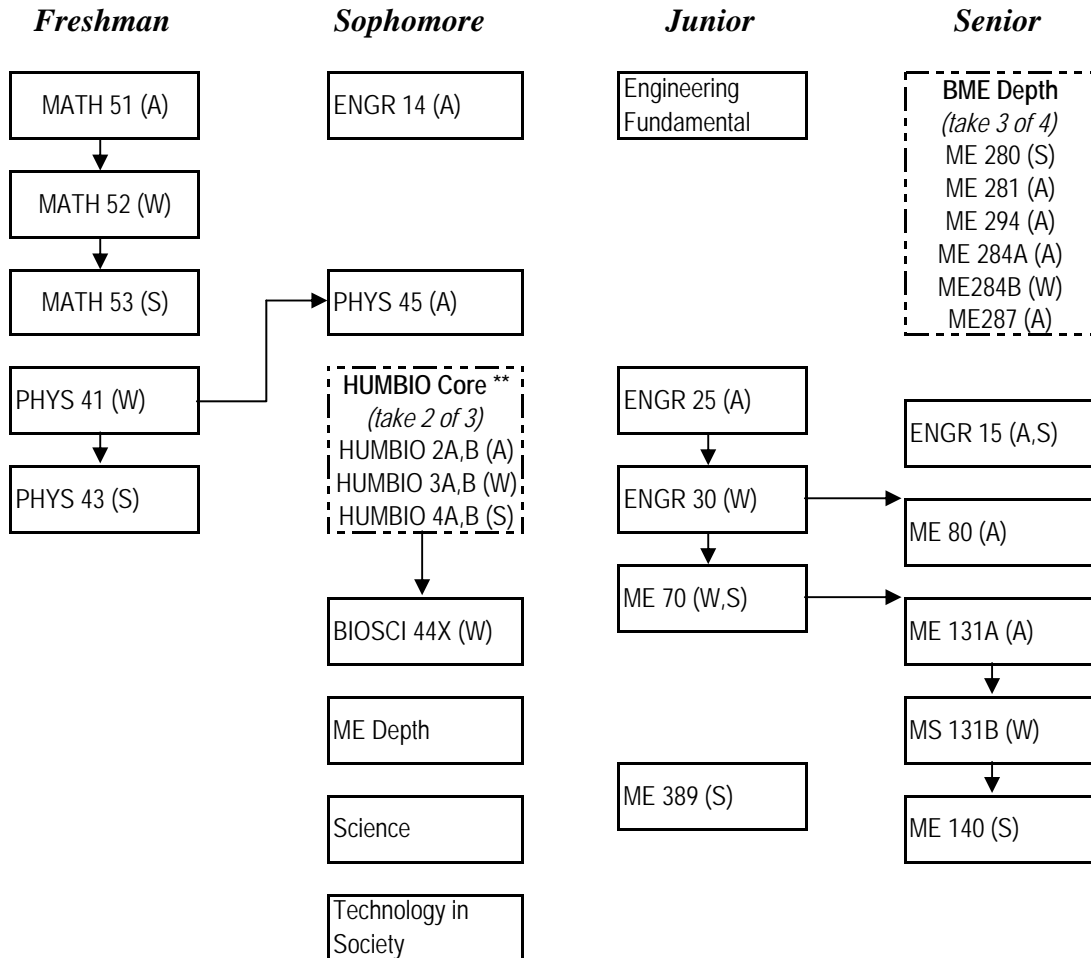 Freshman
Sophomore
Junior
Senior
MATH 51 (A)
MATH 52 (W)
MATH 53 (S)
PHYS 41 (W)
PHYS 43 (S)
ENGR 14 (A)
PHYS 45 (A)
HUMBIO Core **
(take 2 of 3)
HUMBIO 2A,B (A)
HUMBIO 3A,B (W)
HUMBIO 4A,B (S)
BIOSCI 44X (W)
ME Depth
Science
Technology in
Society
Engineering
Fundamental
ENGR 25 (A)
ENGR 30 (W)
ME 70 (W,S)
ME 389 (S)
BME Depth
(take 3 of 4)
ME 280 (S)
ME 281 (A)
ME 294 (A)
ME 284A (A)
ME284B (W)
ME287 (A)
ENGR 15 (A,S)
ME 80 (A)
ME 131A (A)
MS 131B (W)
ME 140 (S)